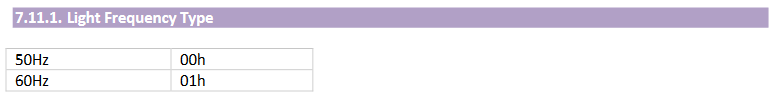 7.11.1. Light Frequency Type
50Hz 00h
60Hz 01h